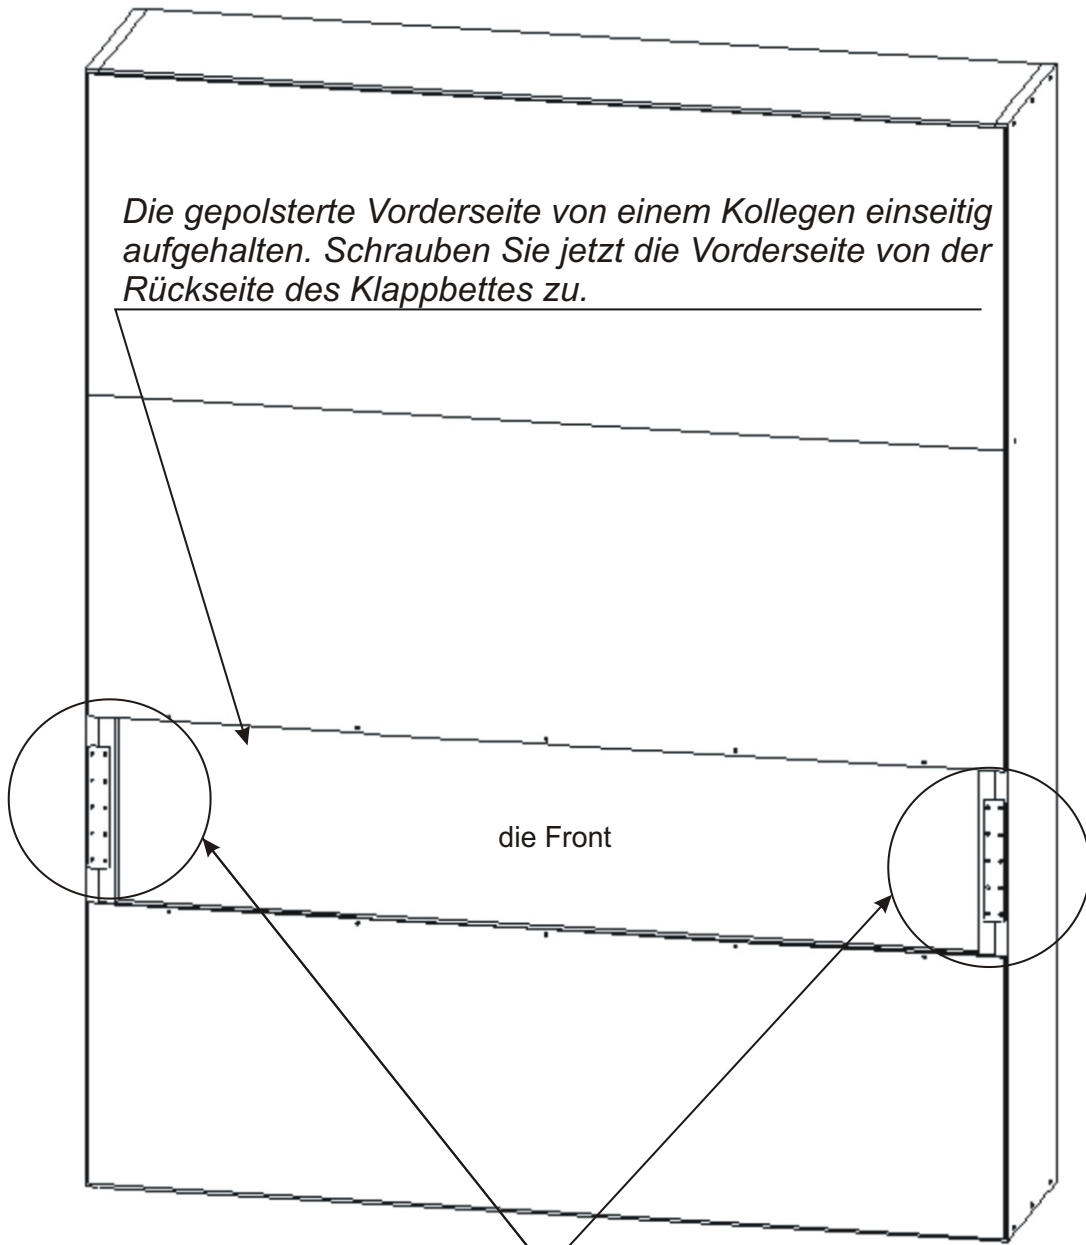 Die gepolsterte Vorderseite von einem Kollegen einseitig
aufgehalten. Schrauben Sie jetzt die Vorderseite von der
Rückseite des Klappbettes zu.
die Front